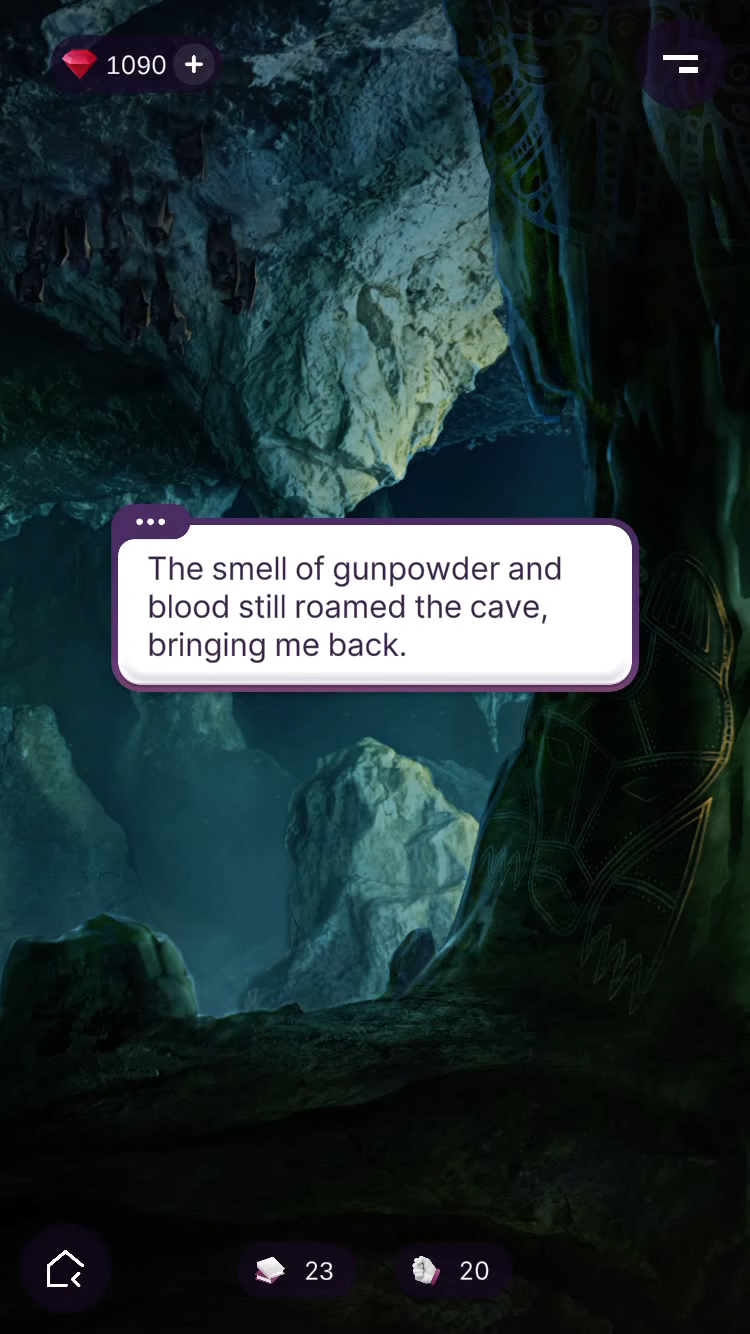 1090
The smell of gunpowder and
blood still roamed the cave,
bringing me back.
23
20